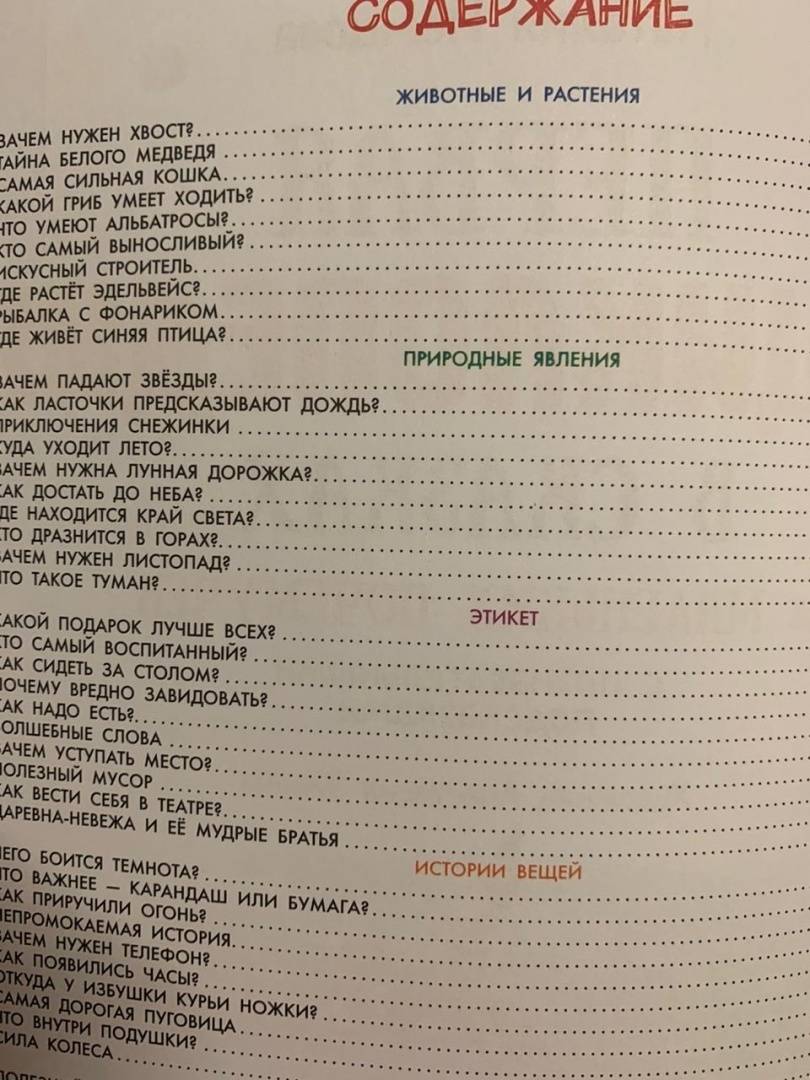 СОДЕРЖАНИЕ
ЖИВОТНЫЕ И РАСТЕНИЯ
ЗАЧЕМ НУЖЕН ХВОСТ?
ТАЙНА БЕЛОГО МЕДВЕДЯ
САМАЯ СИЛЬНАЯ КОШКА
КАКОЙ ГРИБ УМЕЕТ ХОДИТЬ?
ЧТО УМЕЮТ АЛЬБАТРОСЫ?
КТО САМЫЙ ВЫНОСЛИВЫЙ?
ИСКУСНЫЙ СТРОИТЕЛЬ
ГДЕ РАСТЁТ ЭДЕЛЬВЕЙС?
РЫБАЛКА С ФОНАРИКОМ
ГДЕ ЖИВЁТ СИНЯЯ ПТИЦА?
ПРИРОДНЫЕ ЯВЛЕНИЯ
ЗАЧЕМ ПАДАЮТ ЗВЁЗДЫ?
КАК ЛАСТОЧКИ ПРЕДСКАЗЫВАЮТ ДОЖДЬ?
ПРИКЛЮЧЕНИЯ СНЕЖИНКИ
КУДА УХОДИТ ЛЕТО?
ЗАЧЕМ НУЖНА ЛУННАЯ ДОРОЖКА?
КАК ДОСТАТЬ ДО НЕБА?
ГДЕ НАХОДИТСЯ КРАЙ СВЕТА?
КТО ДРАЗНИТСЯ В ГОРАХ?
ЗАЧЕМ НУЖЕН ЛИСТОПАД?
ЧТО ТАКОЕ ТУМАН?
ЭТИКЕТ
КАКОЙ ПОДАРОК ЛУЧШЕ ВСЕХ?
КТО САМЫЙ ВОСПИТАННЫЙ?
КАК СИДЕТЬ ЗА СТОЛОМ?
ПОЧЕМУ ВРЕДНО ЗАВИДОВАТЬ?
КАК НАДО ЕСТЬ?
ВОЛШЕБНЫЕ СЛОВА
ЗАЧЕМ УСТУПАТЬ МЕСТО?
ПОЛЕЗНЫЙ МУСОР
КАК ВЕСТИ СЕБЯ В ТЕАТРЕ?
ЦАРЕВНА-НЕВЕЖА И ЕЁ МУДРЫЕ БРАТЬЯ
ИСТОРИИ ВЕЩЕЙ
ЧЕГО БОИТСЯ ТЕМНОТА?
ЧТО ВАЖНЕЕ — КАРАНДАШ ИЛИ БУМАГА?
КАК ПРИРУЧИЛИ ОГОНЬ?
НЕПРОМОКАЕМАЯ ИСТОРИЯ
ЗАЧЕМ НУЖЕН ТЕЛЕФОН?
КАК ПОЯВИЛИСЬ ЧАСЫ?
ОТКУДА У ИЗБУШКИ КУРЬИ НОЖКИ?
САМАЯ ДОРОГАЯ ПУГОВИЦА
ЧТО ВНУТРИ ПОДУШКИ?
СИЛА КОЛЕСА